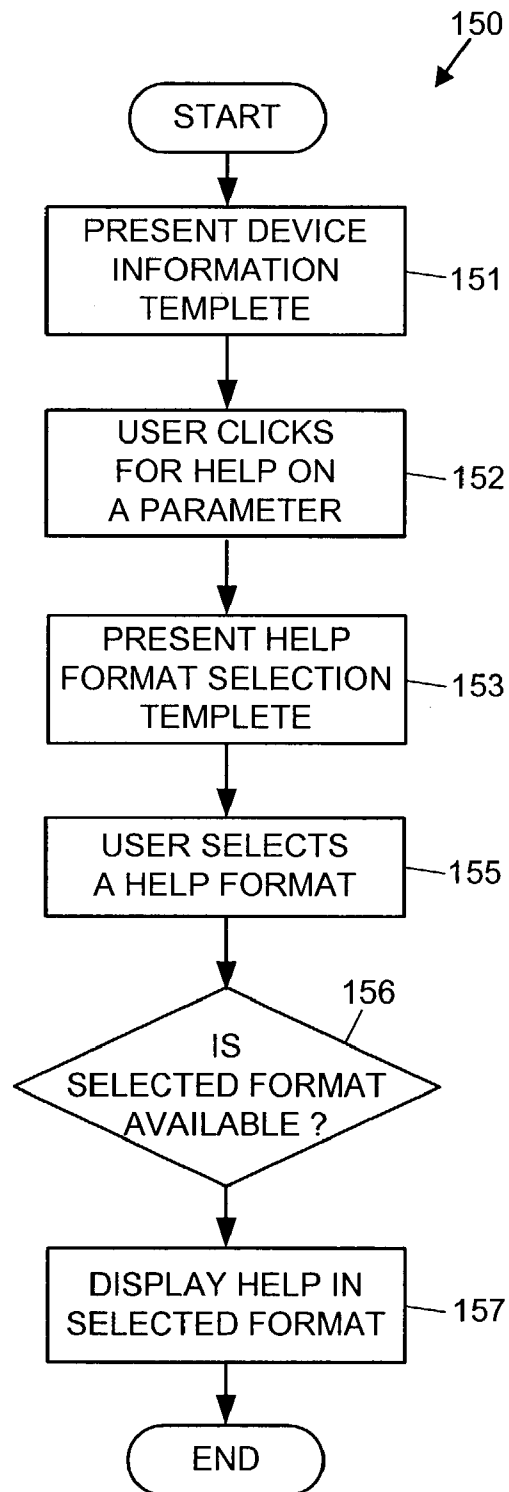 150
START
PRESENT DEVICE
INFORMATION
TEMPLETE
151
USER CLICKS
FOR HELP ON
A PARAMETER
152
PRESENT HELP
FORMAT SELECTION
TEMPLETE
153
USER SELECTS
A HELP FORMAT
155
156
IS
SELECTED FORMAT
AVAILABLE ?
DISPLAY HELP IN
SELECTED FORMAT
157
END